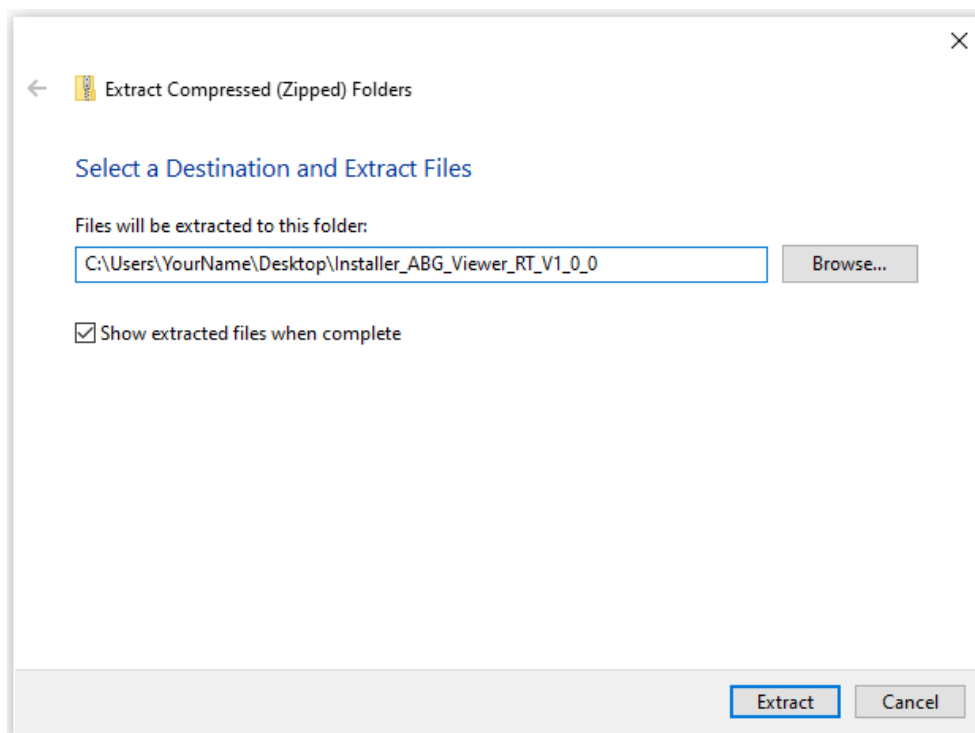 Extract Compressed (Zipped) Folders
Select a Destination and Extract Files
Files will be extracted to this folder:
C:\Users\YourName\Desktop\Installer_ABG_Viewer_RT_V1_0_0
Browse...
Show extracted files when complete
Extract
Cancel